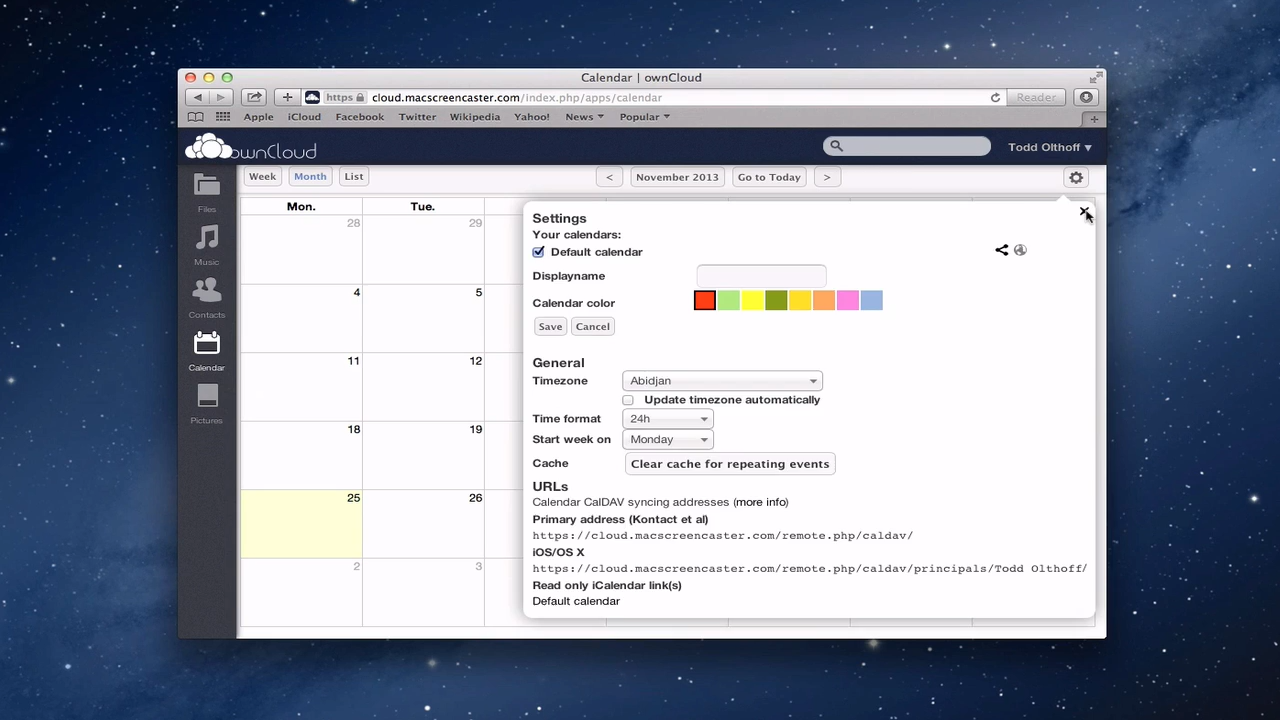 Calendar | ownCloud
https cloud.macscreencaster.com/index.php/apps/calendar Reader
Apple iCloud Facebook Twitter Wikipedia Yahoo! News Popular
ownCloud Todd Olthoff
Week Month List < November 2013 Go to Today >
Files
Music
Contacts
Calendar
Pictures
Mon. Tue.
28 29
4 5
11 12
18 19
25 26
2 3
Settings
Your calendars:
Default calendar
Displayname
Calendar color
Save Cancel
General
Timezone Abidjan
Update timezone automatically
Time format 24h
Start week on Monday
Cache Clear cache for repeating events
URLs
Calendar CalDAV syncing addresses (more info)
Primary address (Kontact et al)
https://cloud.macscreencaster.com/remote.php/caldav/
iOS/OS X
https://cloud.macscreencaster.com/remote.php/caldav/principals/Todd Olthoff/
Read only iCalendar link(s)
Default calendar